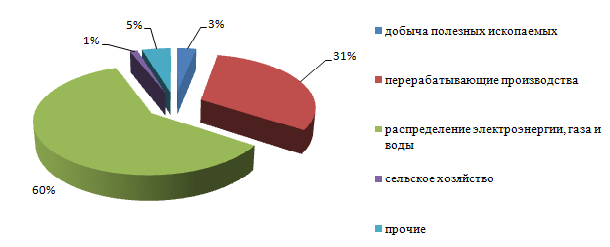 5%
3%
1%
31%
60%
добыча полезных ископаемых
перерабатывающие производства
распределение электроэнергии, газа и
воды
сельское хозяйство
прочие